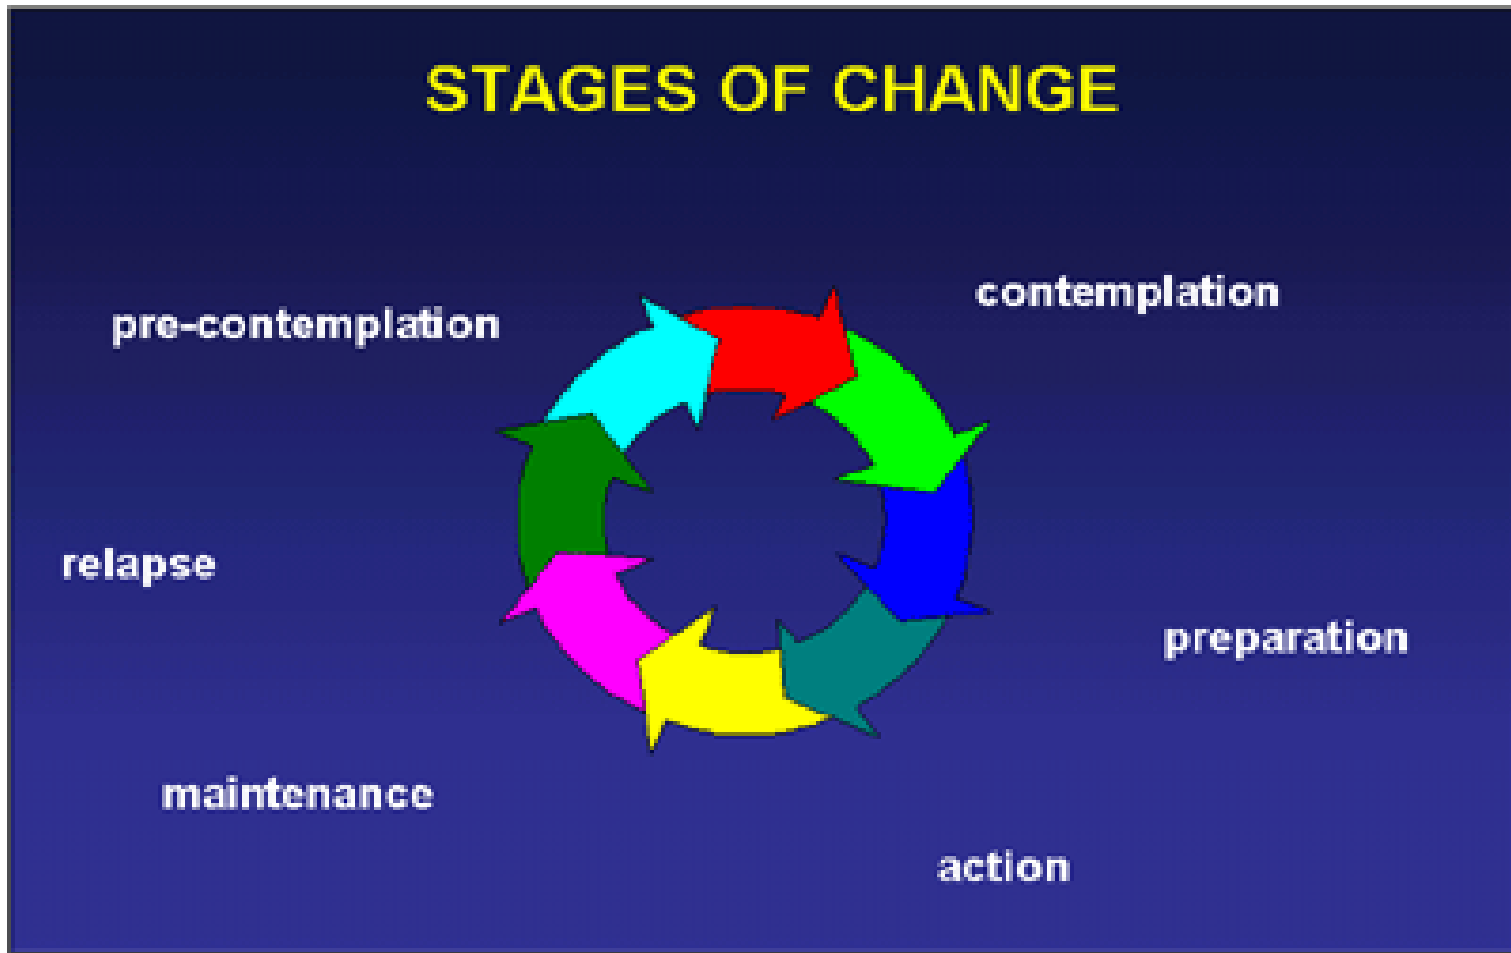 STAGES OF CHANGE
contemplation
pre-contemplation
relapse
preparation
maintenance
action